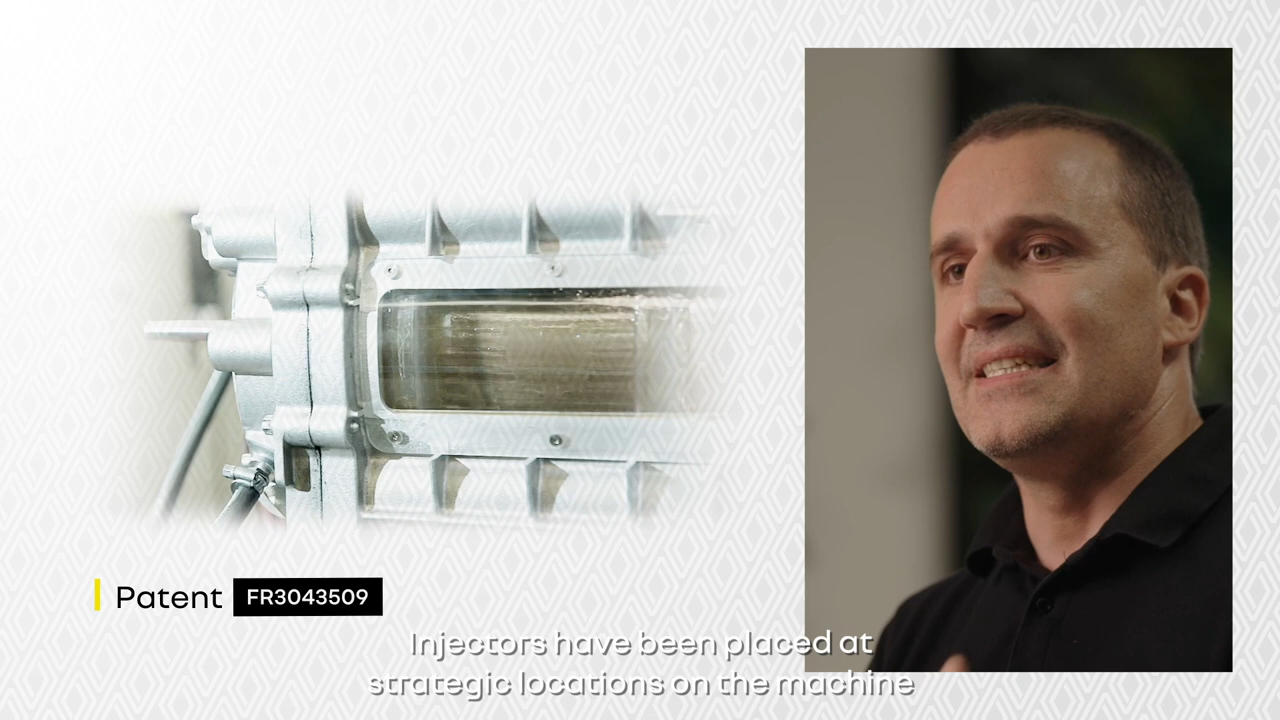 Patent FR3043509
Injectors have been placed at
strategic locations on the machine